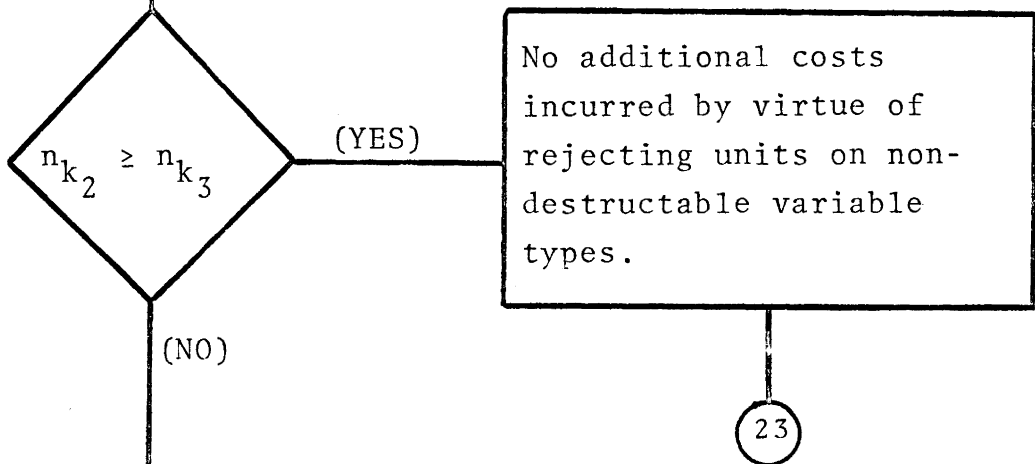 n_{k_2} ≥ n_{k_3}
(YES)
No additional costs
incurred by virtue of
rejecting units on non-
destructable variable
types.
(NO)
23